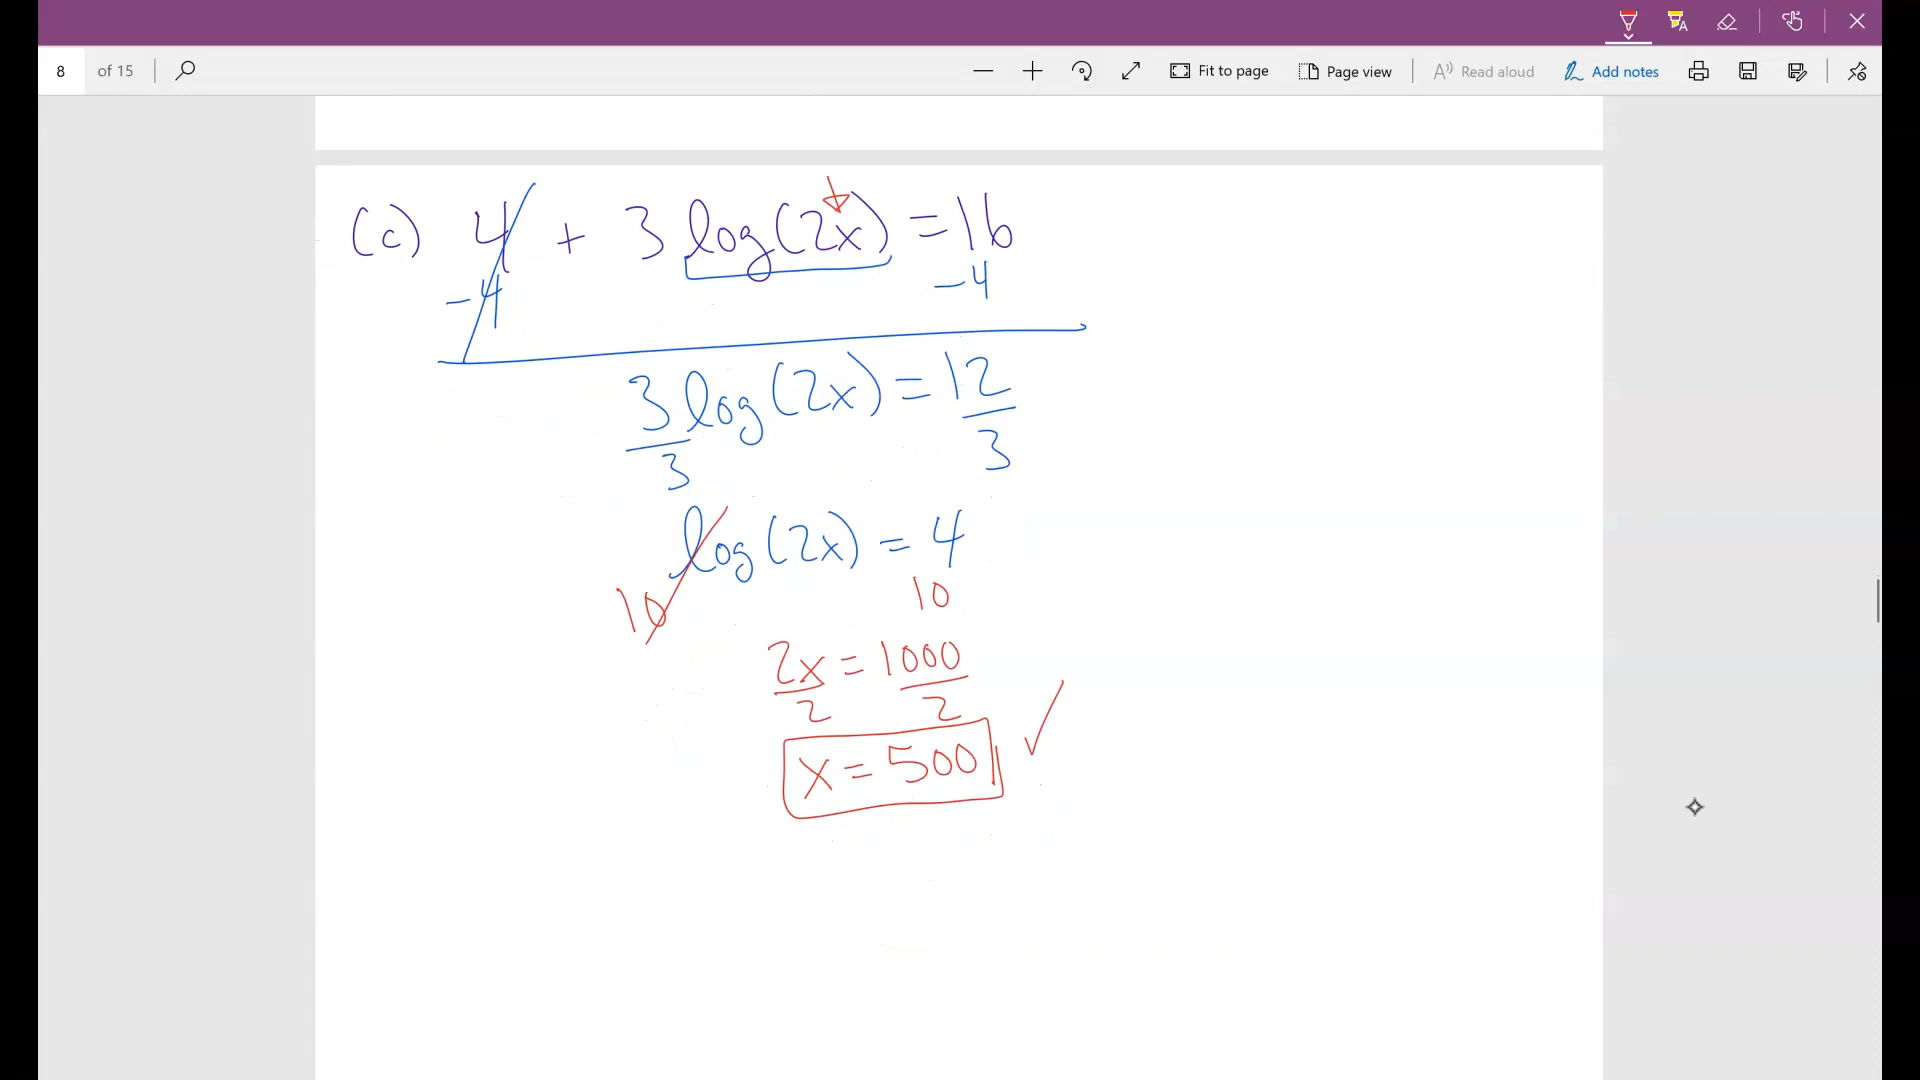 8 of 15 Fit to page Page view Read aloud Add notes
(c) 4 + 3 log(2x) = 16
-4 -4
3 log(2x) = 12
3 3
log(2x) = 4
10 10
2x = 1000
2 2
x = 500 ✓